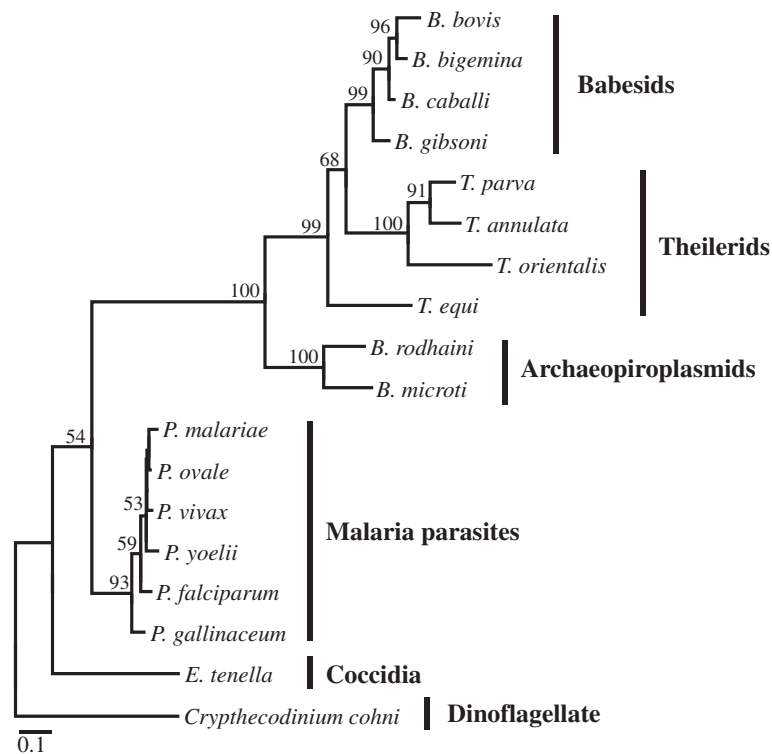 B. bovis
96
B. bigemina
90
Babesids
B. caballi
99
B. gibsoni
68
T. parva
91
T. annulata
100
99
Theilerids
T. orientalis
100
T. equi
B. rodhaini
100
Archaeopiroplasmids
B. microti
P. malariae
54
P. ovale
53
P. vivax
Malaria parasites
59
P. yoelii
93
P. falciparum
P. gallinaceum
E. tenella
Coccidia
Crypthecodinium cohni
Dinoflagellate
0.1